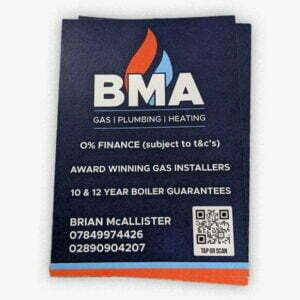 BMA
GAS | PLUMBING | HEATING
0% FINANCE (subject to t&c's)
AWARD WINNING GAS INSTALLERS
10 & 12 YEAR BOILER GUARANTEES
BRIAN McALLISTER
07849974426
02890904207
TAP OR SCAN